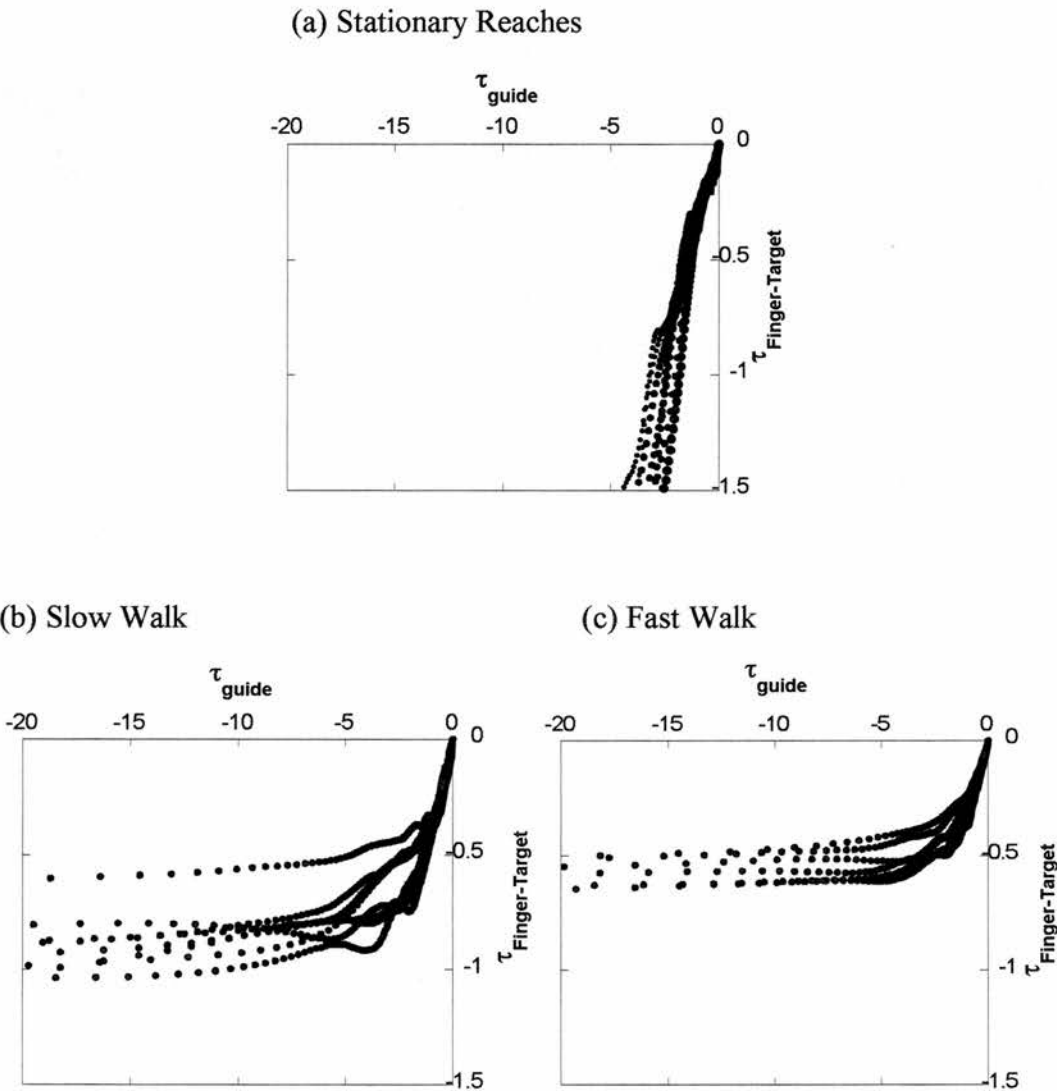 (a) Stationary Reaches
τguide
-20 -15 -10 -5 0 0
-0.5
τFinger-Target
-1
-1.5
(b) Slow Walk
τguide
-20 -15 -10 -5 0 0
-0.5
τFinger-Target
-1
-1.5
(c) Fast Walk
τguide
-20 -15 -10 -5 0 0
-0.5
τFinger-Target
-1
-1.5